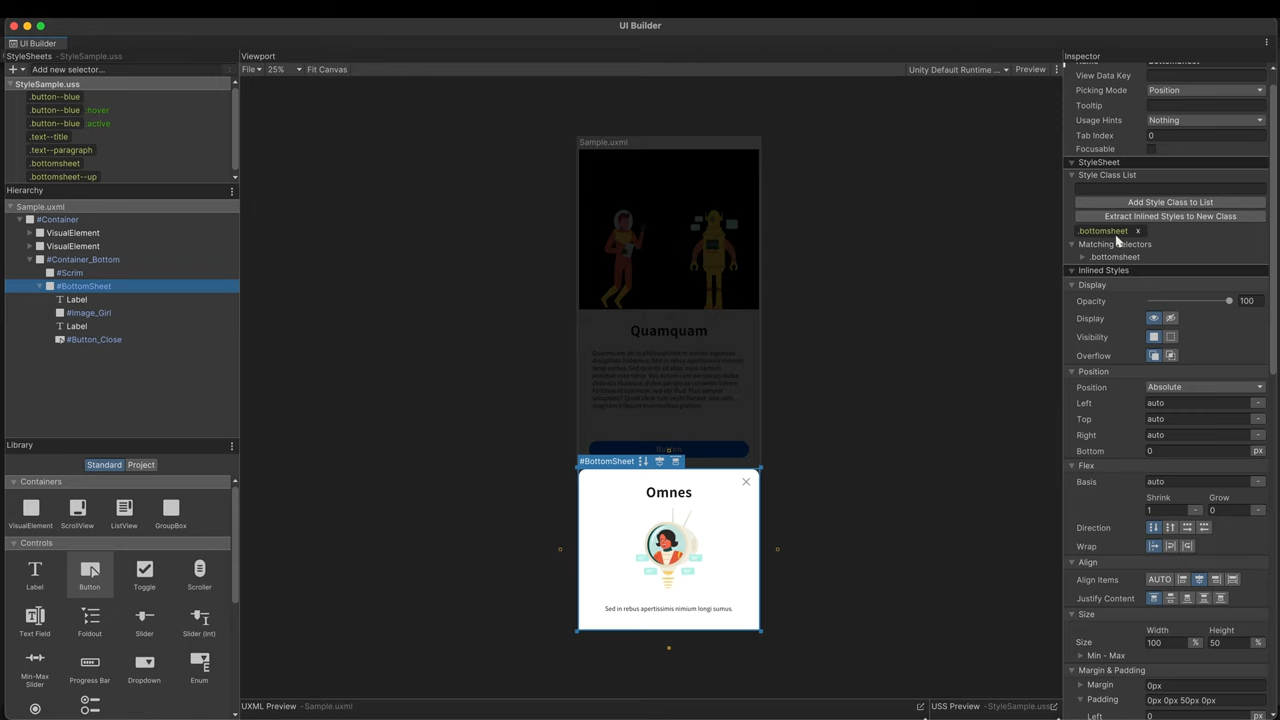 UI Builder
UI Builder
StyleSheets - StyleSample.uss
Add new selector...
StyleSample.uss
.button--blue
.button--blue :hover
.button--blue :active
.text--title
.text--paragraph
.bottomsheet
.bottomsheet--up
Hierarchy
Sample.uxml
#Container
VisualElement
VisualElement
#Container_Bottom
#Scrim
#BottomSheet
Label
#Image_Girl
Label
#Button_Close
Library
Standard Project
Containers
VisualElement ScrollView ListView GroupBox
Controls
Label Button Toggle Scroller
Text Field Foldout Slider Slider (Int)
Min-Max Slider Progress Bar Dropdown Enum
Viewport
File 25% Fit Canvas Unity Default Runtime ... Preview
Sample.uxml
Quamquam
Button
#BottomSheet
Omnes
Sed in rebus apertissimis nimium longi sumus.
UXML Preview - Sample.uxml
USS Preview - StyleSample.uss
Inspector
View Data Key
Picking Mode Position
Tooltip
Usage Hints Nothing
Tab Index 0
Focusable
StyleSheet
Style Class List
Add Style Class to List
Extract Inlined Styles to New Class
.bottomsheet x
Matching Selectors
.bottomsheet
Inlined Styles
Display
Opacity 100
Display
Visibility
Overflow
Position
Position Absolute
Left auto -
Top auto -
Right auto -
Bottom 0 px
Flex
Basis auto -
Shrink Grow
1 - 0 -
Direction
Wrap
Align
Align Items AUTO
Justify Content
Size
Width Height
Size 100 % 50 %
Min - Max
Margin & Padding
Margin 0px
Padding 0px 0px 50px 0px
Left 0 px